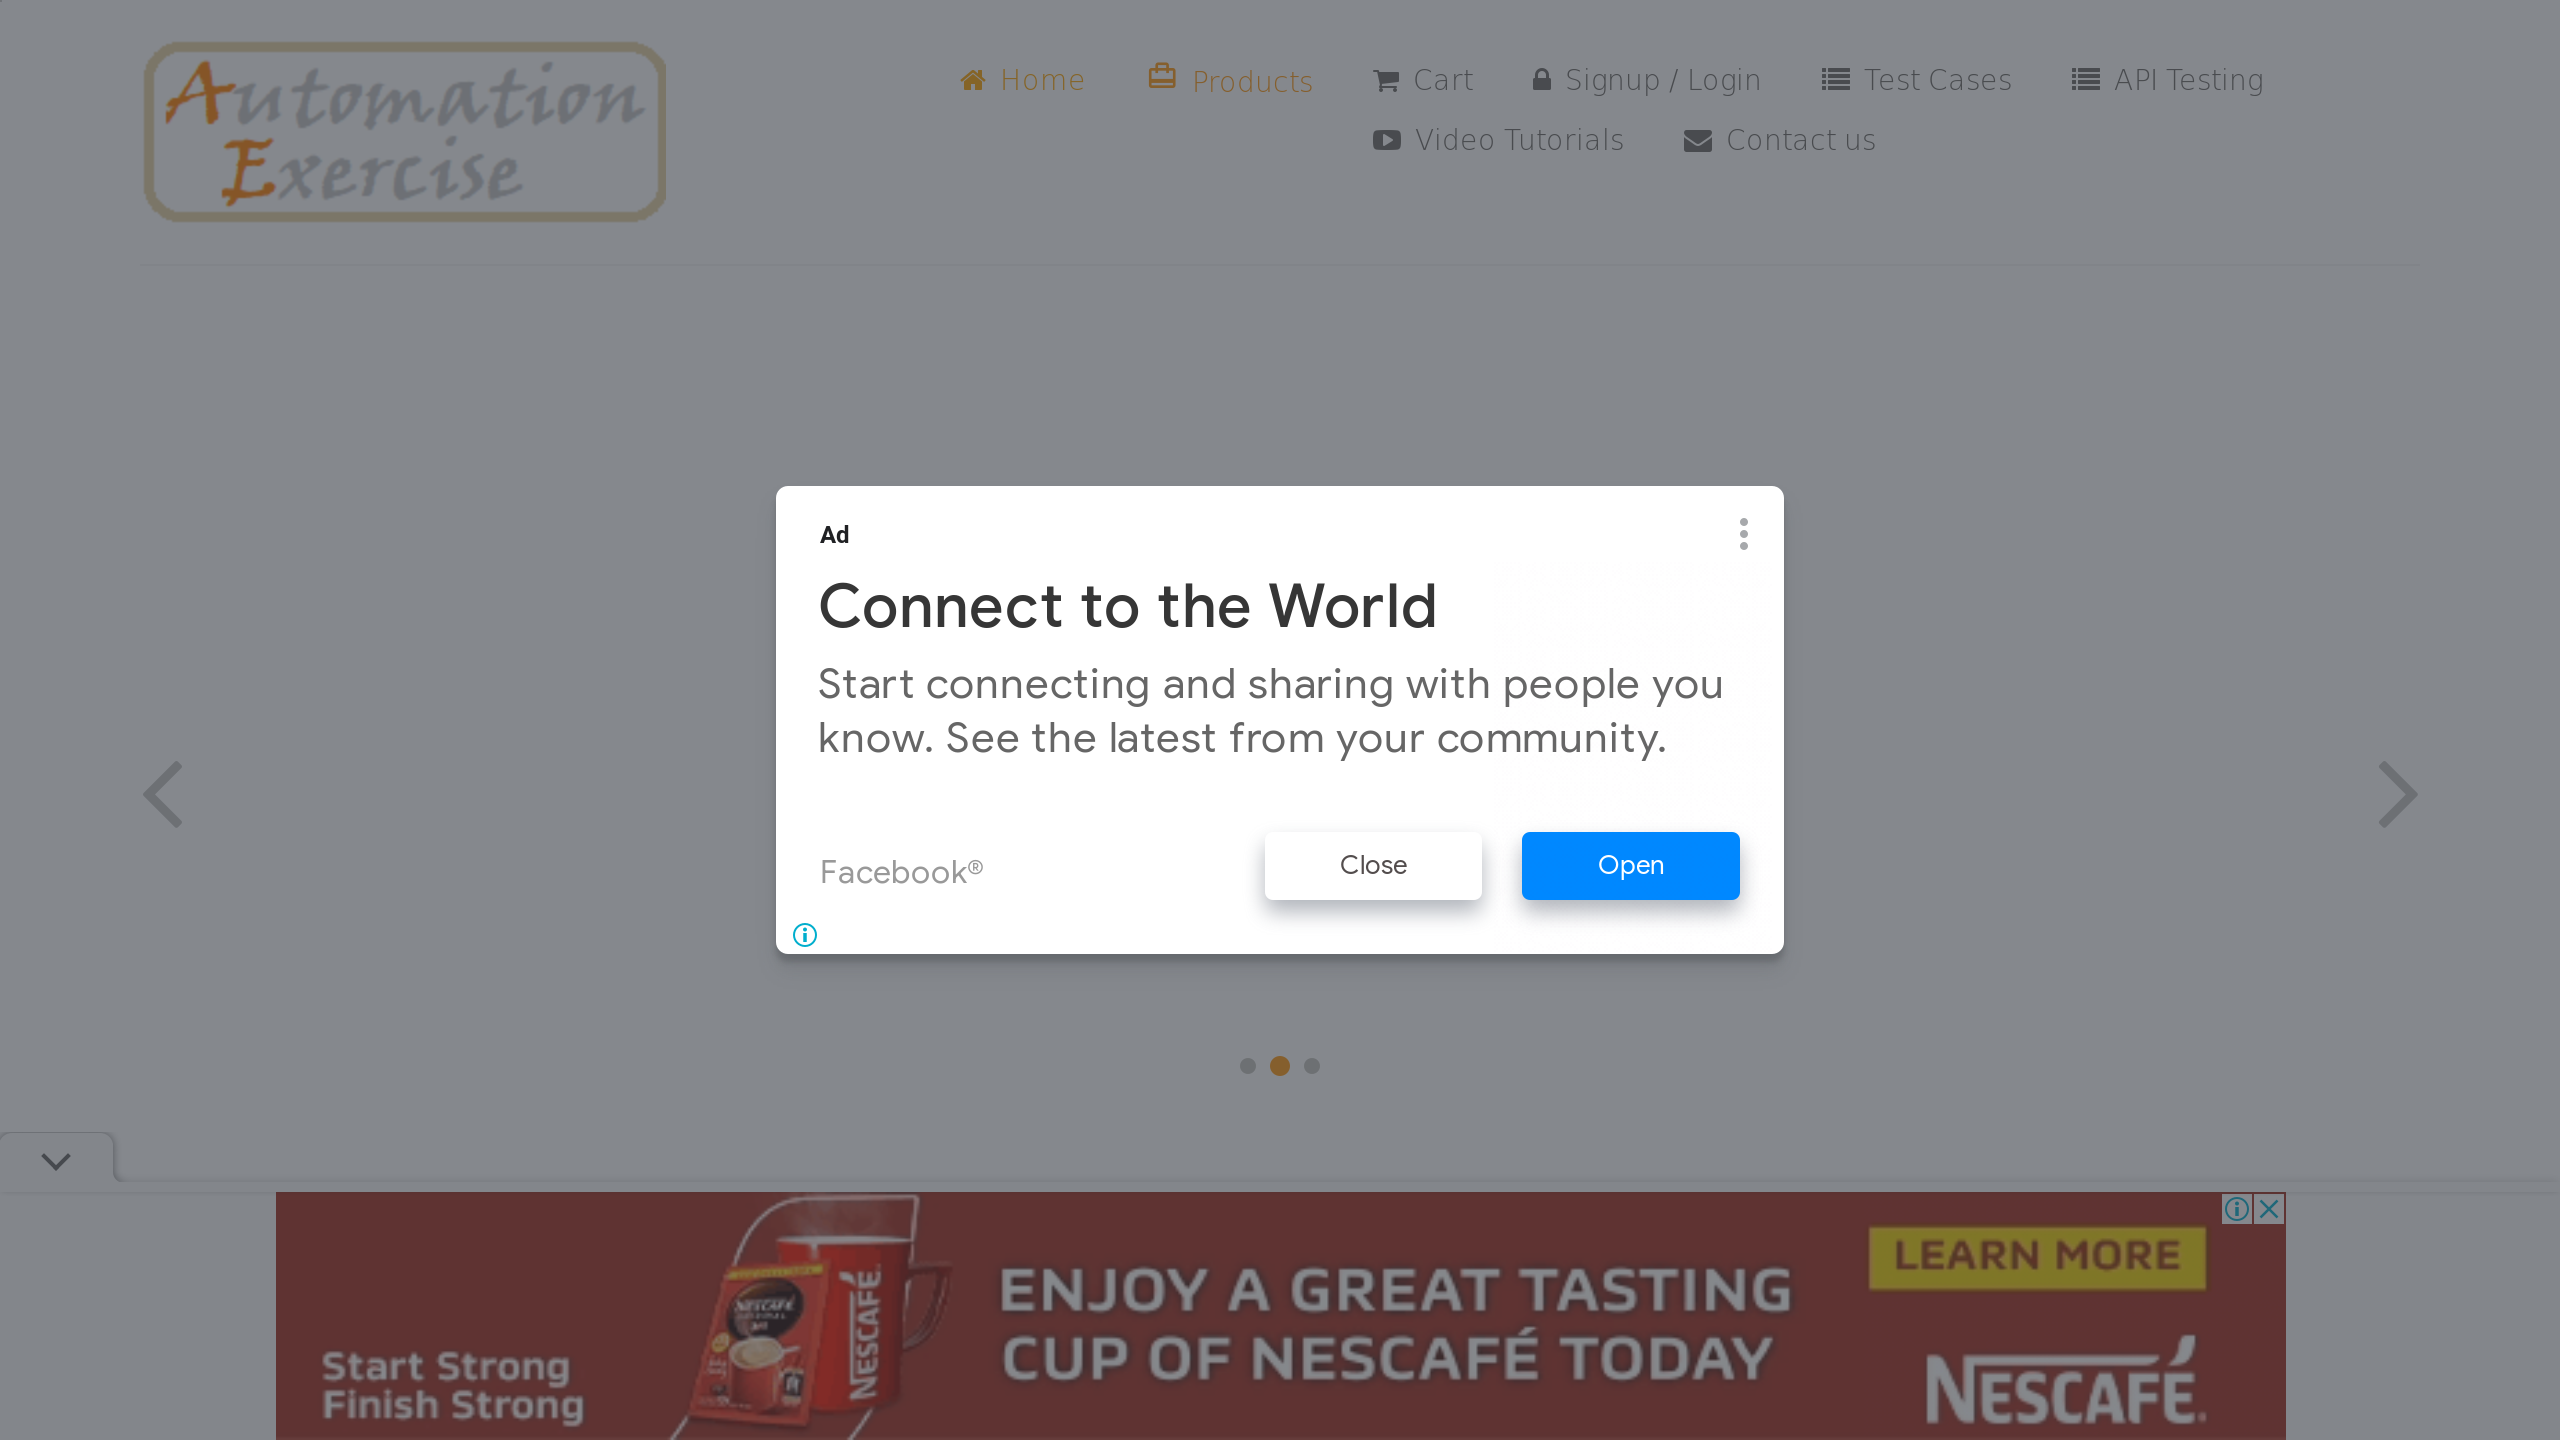 Automation
Exercise
Home
Products
Cart
Signup / Login
Test Cases
API Testing
Video Tutorials
Contact us
Ad
Connect to the World
Start connecting and sharing with people you
know. See the latest from your community.
Facebook®
Close
Open
Start Strong
Finish Strong
NESCAFÉ
NESCAFÉ
ENJOY A GREAT TASTING
CUP OF NESCAFÉ TODAY
LEARN MORE
NESCAFÉ.